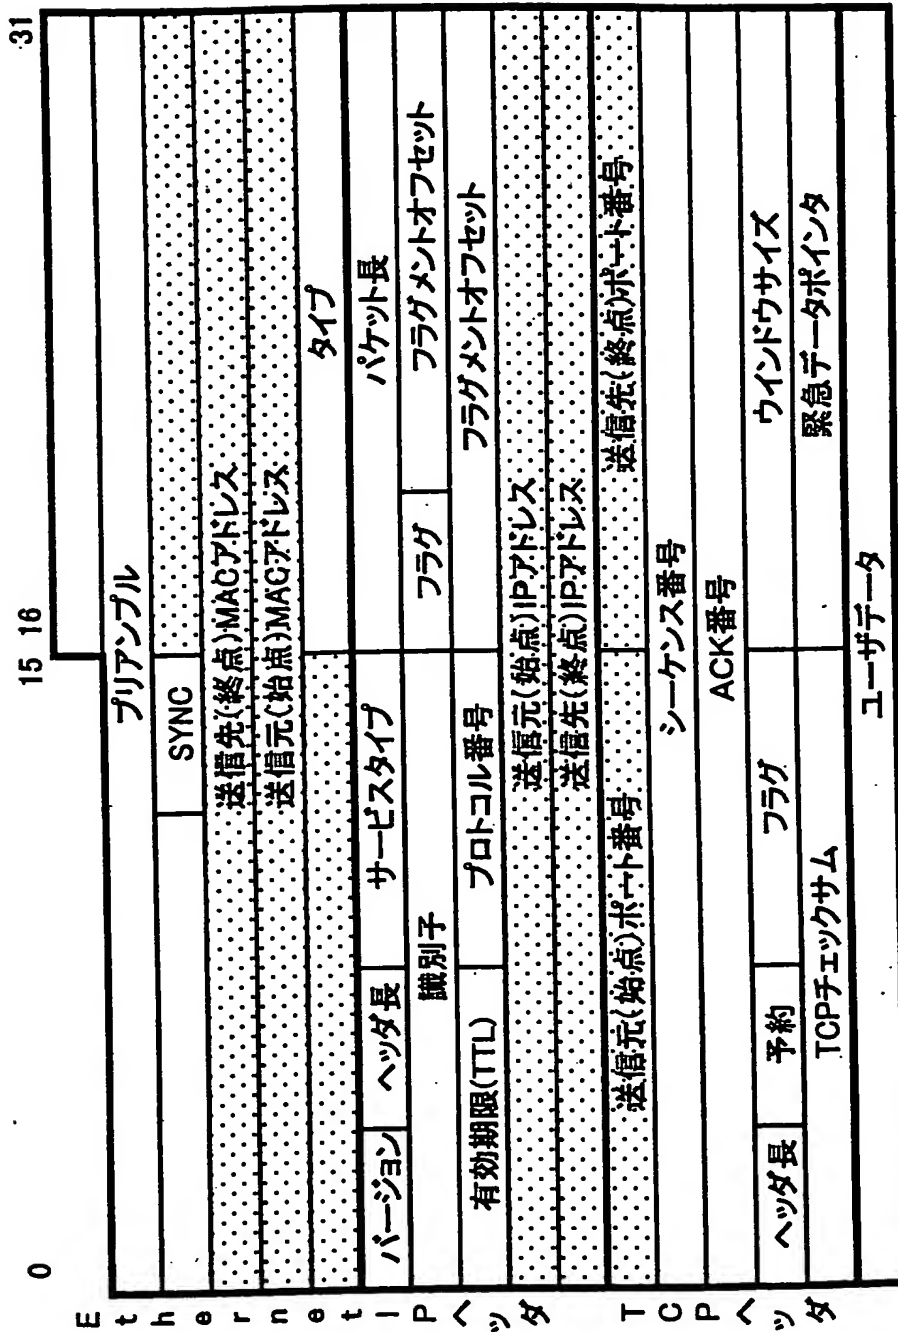 0 15 16 31
Ethernet
プリアンプル
SYNC
送信先(終点)MACアドレス
送信元(始点)MACアドレス
タイプ
IPヘッダ
バージョン ヘッダ長 サービスタイプ パケット長
識別子 フラグ フラグメントオフセット
有効期限(TTL) プロトコル番号 フラグメントオフセット
送信元(始点)IPアドレス
送信先(終点)IPアドレス
TCPヘッダ
送信元(始点)ポート番号 送信先(終点)ポート番号
シーケンス番号
ACK番号
ヘッダ長 予約 フラグ ウインドウサイズ
TCPチェックサム 緊急データポインタ
ユーザデータ